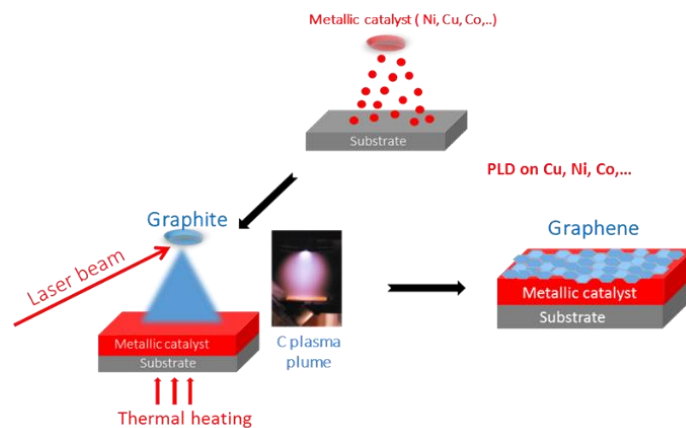 Metallic catalyst ( Ni, Cu, Co,..)
Substrate
PLD on Cu, Ni, Co,...
Graphite
Laser beam
Metallic catalyst
Substrate
Thermal heating
C plasma
plume
Graphene
Metallic catalyst
Substrate